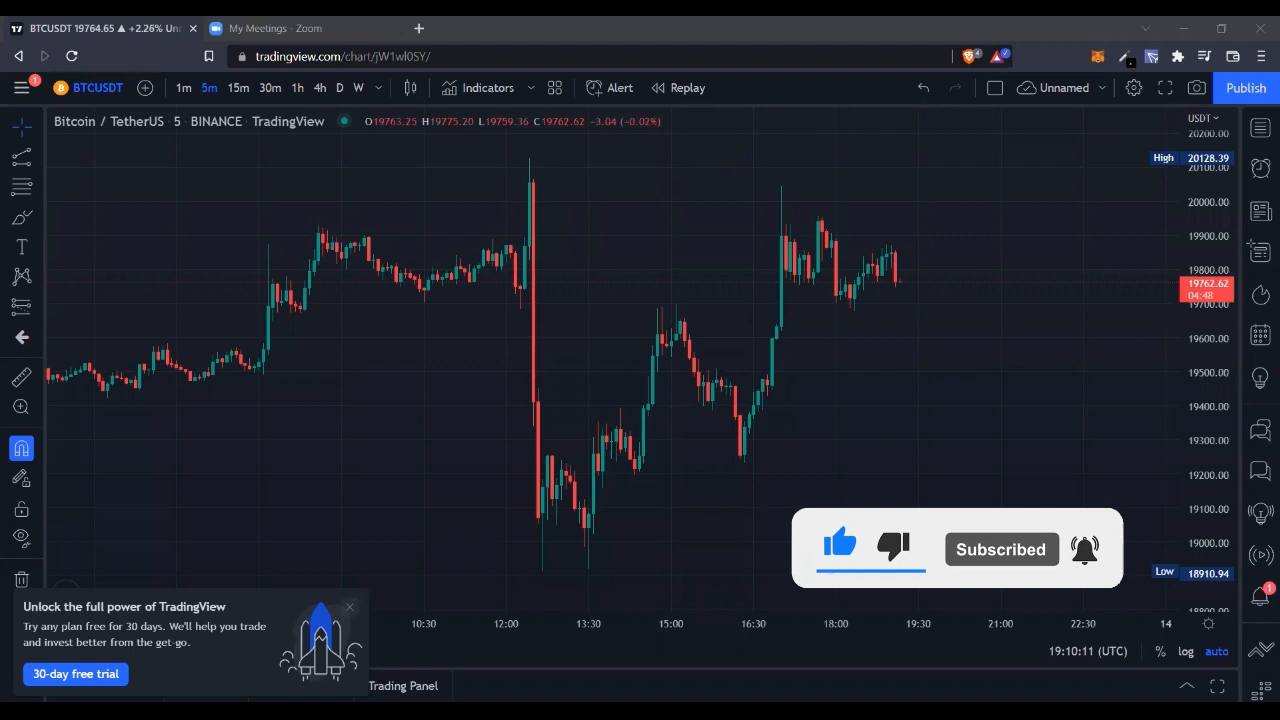 BTCUSDT 19764.65 ▲ +2.26% Un
My Meetings - Zoom
tradingview.com/chart/jW1wl0SY/
4
1
BTCUSDT
1m 5m 15m 30m 1h 4h D W
Indicators
Alert
Replay
Unnamed
Publish
Bitcoin / TetherUS · 5 · BINANCE · TradingView
O19763.25 H19775.20 L19759.36 C19762.62 −3.04 (−0.02%)
USDT
20200.00
High 20128.39
20100.00
20000.00
19900.00
19800.00
19762.62
04:48
19700.00
19600.00
19500.00
19400.00
19300.00
19200.00
19100.00
19000.00
Low 18910.94
18800.00
Subscribed
1
Unlock the full power of TradingView
Try any plan free for 30 days. We'll help you trade
and invest better from the get-go.
30-day free trial
10:30 12:00 13:30 15:00 16:30 18:00 19:30 21:00 22:30 14
19:10:11 (UTC) % log auto
Trading Panel